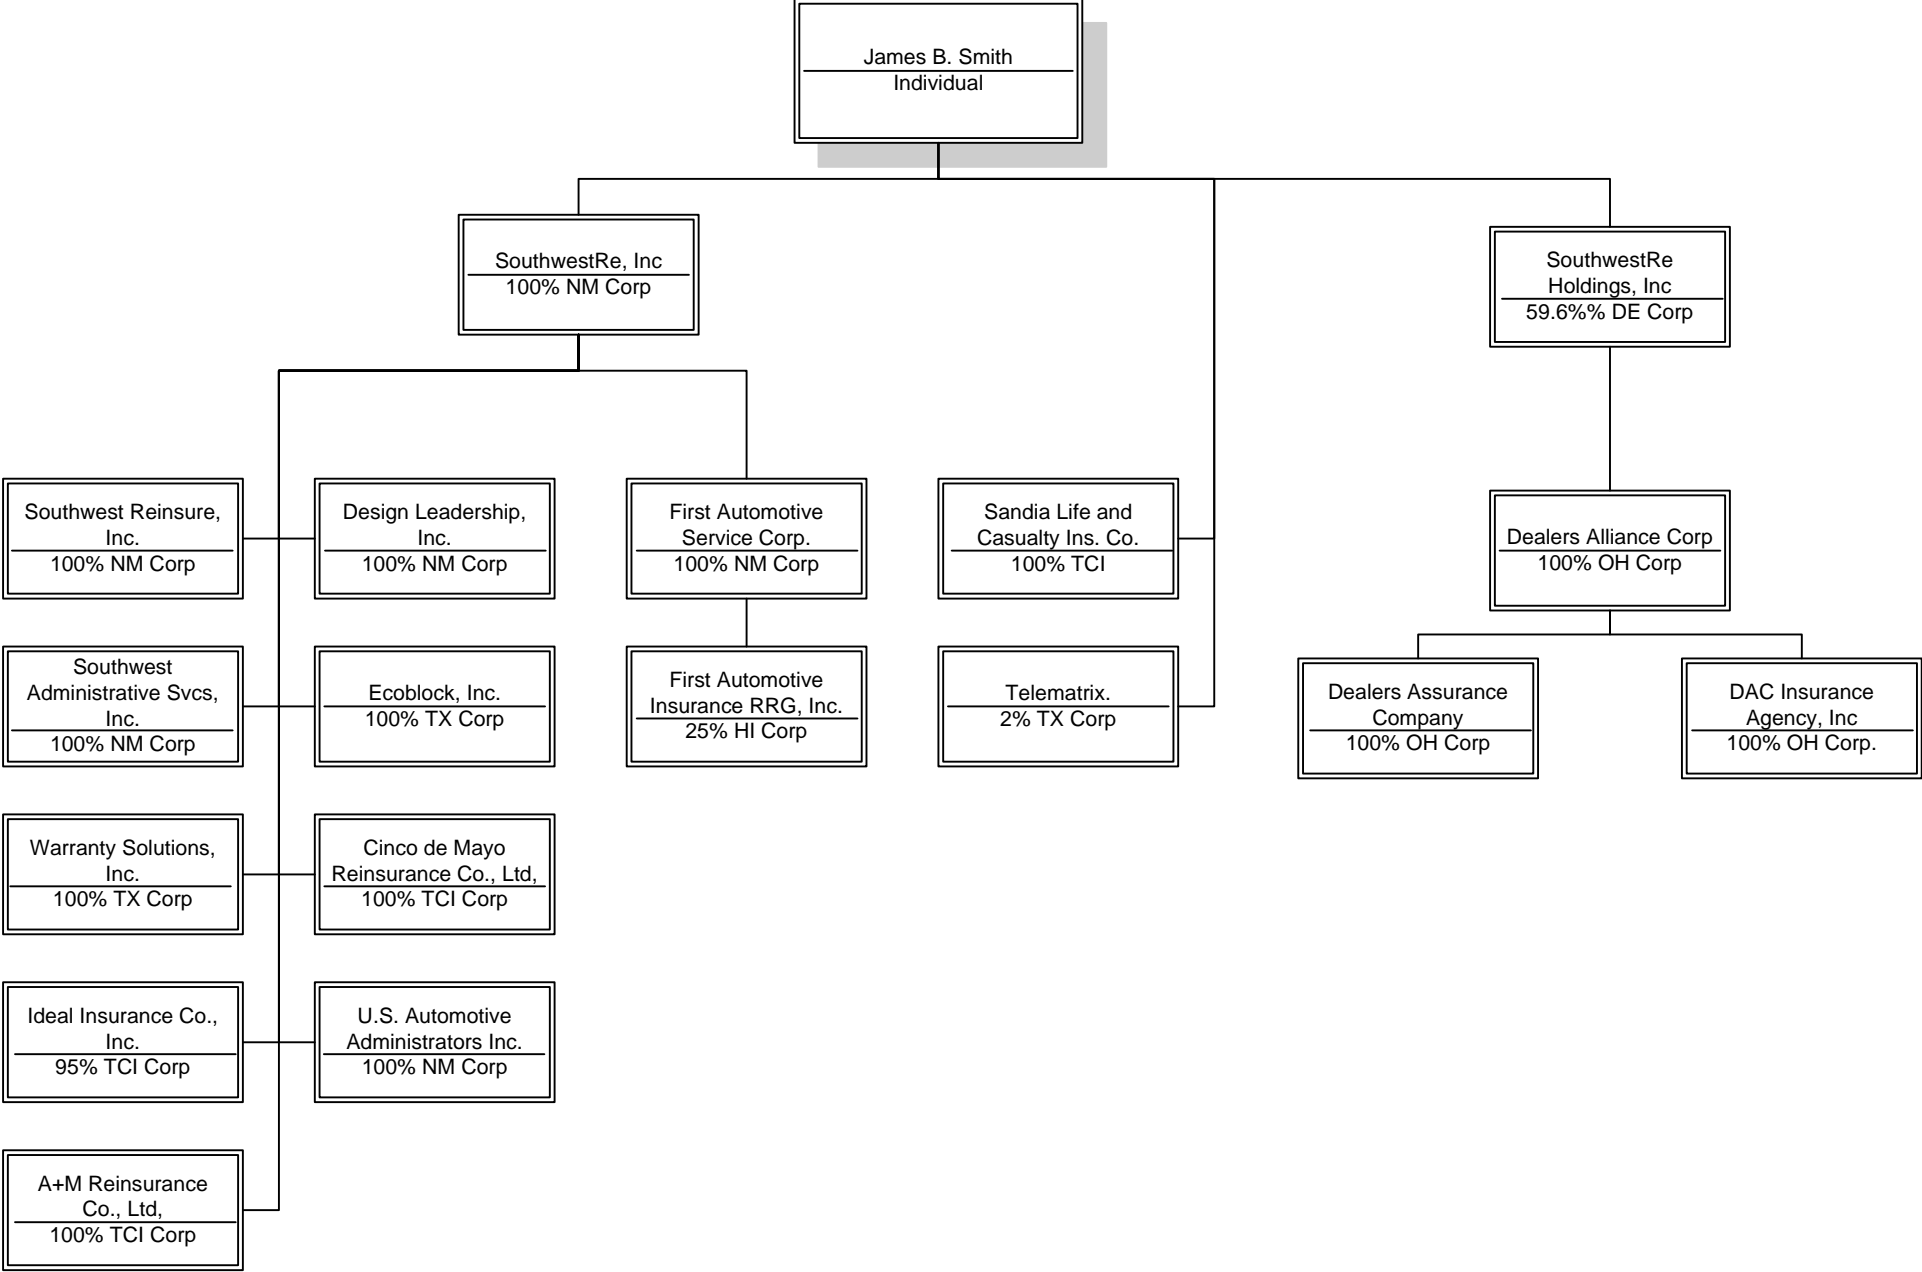 James B. Smith
Individual
SouthwestRe, Inc
100% NM Corp
SouthwestRe
Holdings, Inc
59.6%% DE Corp
Southwest Reinsure,
Inc.
100% NM Corp
Design Leadership,
Inc.
100% NM Corp
First Automotive
Service Corp.
100% NM Corp
Sandia Life and
Casualty Ins. Co.
100% TCI
Dealers Alliance Corp
100% OH Corp
Southwest
Administrative Svcs,
Inc.
100% NM Corp
Ecoblock, Inc.
100% TX Corp
First Automotive
Insurance RRG, Inc.
25% HI Corp
Telematrix.
2% TX Corp
Dealers Assurance
Company
100% OH Corp
DAC Insurance
Agency, Inc
100% OH Corp.
Warranty Solutions,
Inc.
100% TX Corp
Cinco de Mayo
Reinsurance Co., Ltd,
100% TCI Corp
Ideal Insurance Co.,
Inc.
95% TCI Corp
U.S. Automotive
Administrators Inc.
100% NM Corp
A+M Reinsurance
Co., Ltd,
100% TCI Corp